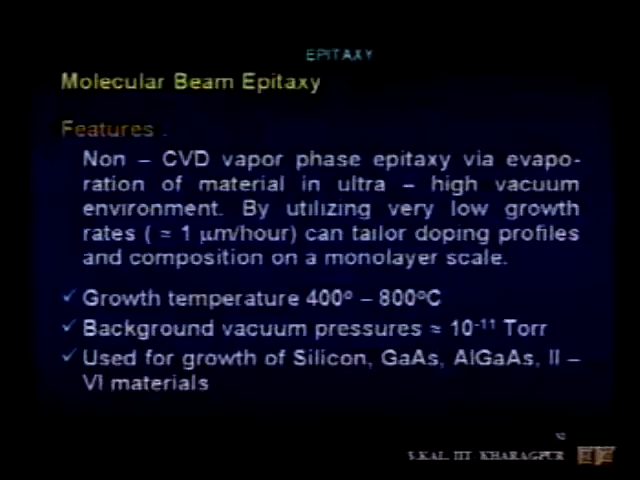 EPITAXY
Molecular Beam Epitaxy
Features .
Non – CVD vapor phase epitaxy via evapo-
ration of material in ultra – high vacuum
environment. By utilizing very low growth
rates ( ≈ 1 μm/hour) can tailor doping profiles
and composition on a monolayer scale.
✓ Growth temperature 400º – 800ºC
✓ Background vacuum pressures ≈ 10⁻¹¹ Torr
✓ Used for growth of Silicon, GaAs, AlGaAs, II –
VI materials
S.KAL. IIT KHARAGPUR